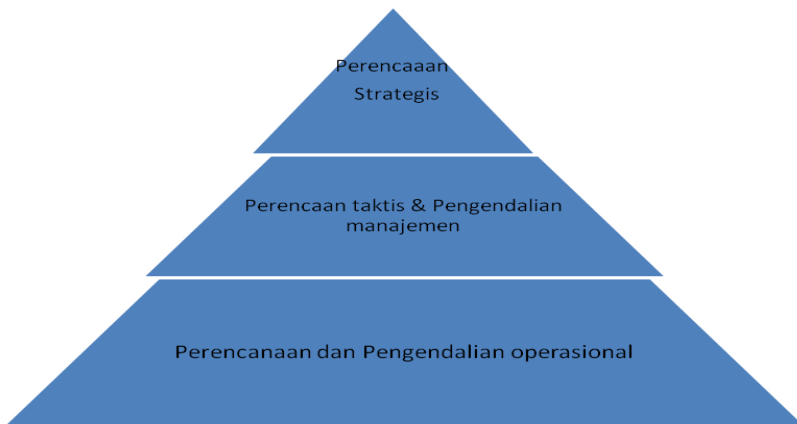 Perencaaan
Strategis
Perencaan taktis & Pengendalian
manajemen
Perencanaan dan Pengendalian operasional